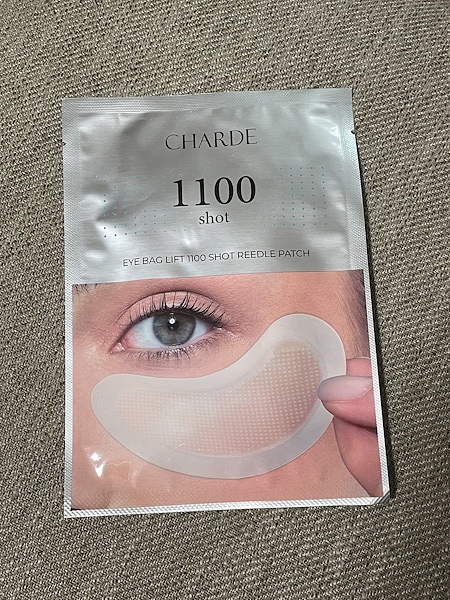 CHARDE
1100
shot
EYE BAG LIFT 1100 SHOT REEDLE PATCH